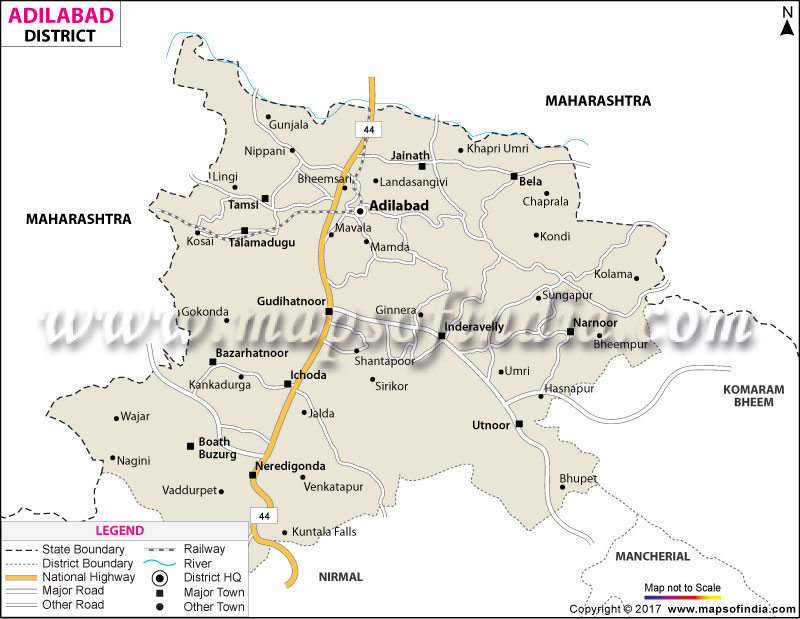 ADILABAD
DISTRICT
N
MAHARASHTRA
44
Gunjala
Nippani
Jainath
Khapri Umri
Lingi
Bheemsari
Landasangivi
Bela
Tamsi
Chaprala
Adilabad
MAHARASHTRA
Kosai
Talamadugu
Mavala
Mamda
Kondi
Kolama
Sungapur
Gudihatnoor
Gokonda
Ginnera
Inderavelly
Narnoor
www.mapsofindia.com
Bheempur
Bazarhatnoor
Shantapoor
Ichoda
Umri
Kankadurga
Sirikor
Hasnapur
KOMARAM
BHEEM
Wajar
Jalda
Utnoor
Boath
Buzurg
Nagini
Neredigonda
Vaddurpet
Venkatapur
Bhupet
44
Kuntala Falls
LEGEND
State Boundary
Railway
District Boundary
River
National Highway
District HQ
Major Road
Major Town
Other Road
Other Town
NIRMAL
MANCHERIAL
Map not to Scale
Copyright © 2017 www.mapsofindia.com